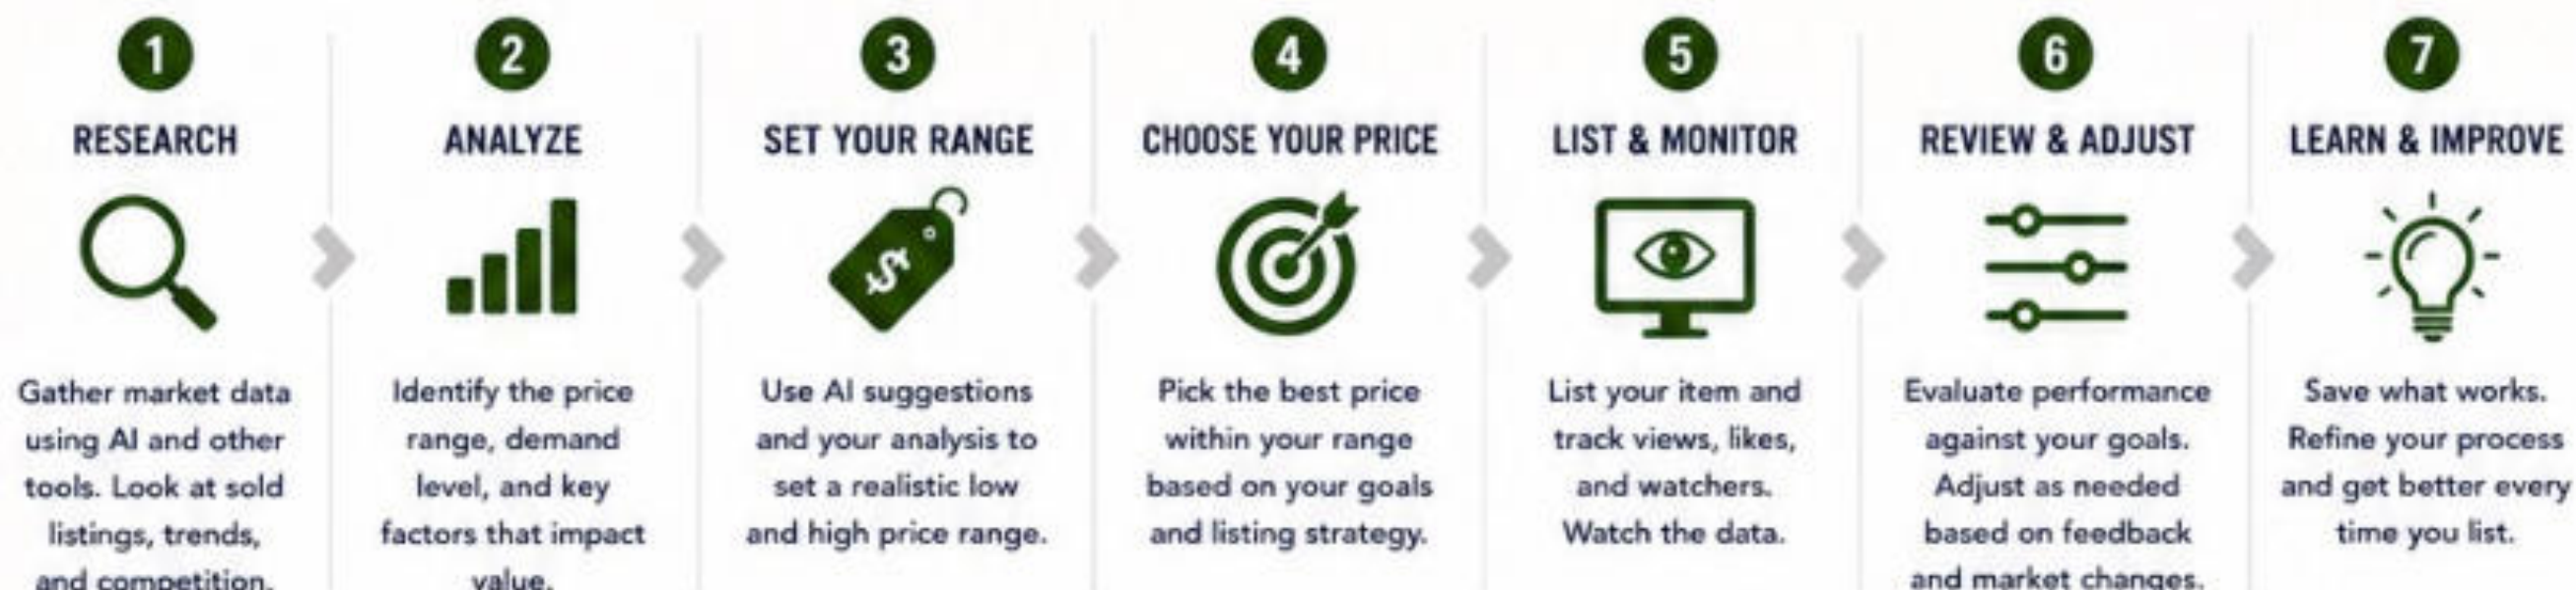 1
RESEARCH
Gather market data
using AI and other
tools. Look at sold
listings, trends,
and competition.
2
ANALYZE
Identify the price
range, demand
level, and key
factors that impact
value.
3
SET YOUR RANGE
$
Use AI suggestions
and your analysis to
set a realistic low
and high price range.
4
CHOOSE YOUR PRICE
Pick the best price
within your range
based on your goals
and listing strategy.
5
LIST & MONITOR
List your item and
track views, likes,
and watchers.
Watch the data.
6
REVIEW & ADJUST
Evaluate performance
against your goals.
Adjust as needed
based on feedback
and market changes.
7
LEARN & IMPROVE
Save what works.
Refine your process
and get better every
time you list.